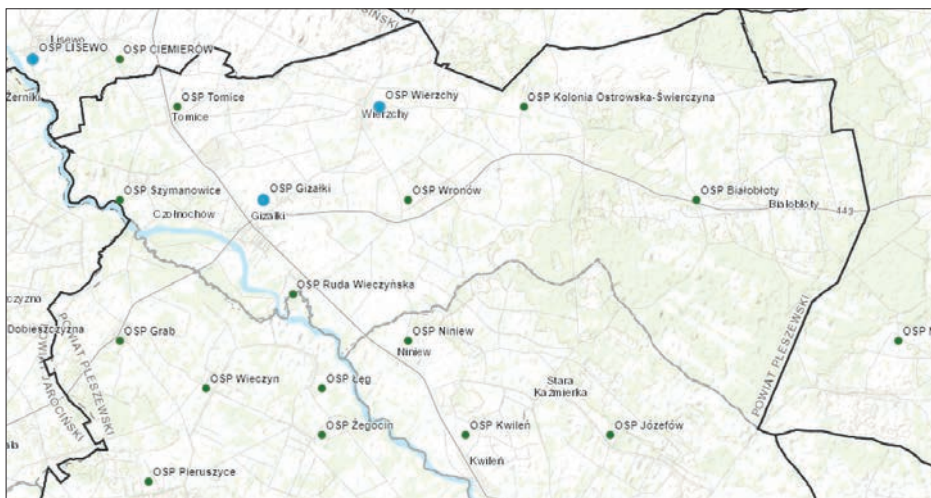 SIŃSKI
Lisewo
OSP LISEWO
OSP CIEMIERÓW
Żerniki
OSP Tomice
Tomice
OSP Wierzchy
Wierzchy
OSP Kolonia Ostrowska-Świerczyna
OSP Szymanowice
Czołnochów
OSP Gizałki
Gizałki
OSP Wronów
OSP Białobłoty
Białobłoty
443
OSP Ruda Wieczyńska
czyzna
Dobieszczyzna
OSP Grab
POWIAT PLESZEWSKI
POWIAT JAROCIŃSKI
OSP Niniew
Niniew
OSP Wieczyn
OSP Łęg
Stara
Kaźmierka
POWIAT PLESZEWSKI
OSP Żegocin
OSP Kwileń
Kwileń
OSP Józefów
OSP Pieruszyce